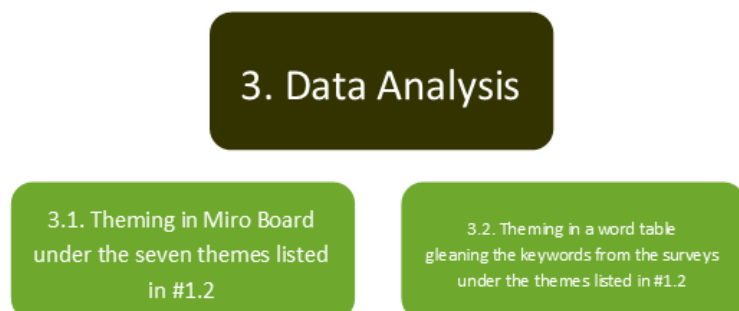 3. Data Analysis
3.1. Theming in Miro Board
under the seven themes listed
in #1.2
3.2. Theming in a word table
gleaning the keywords from the surveys
under the themes listed in #1.2